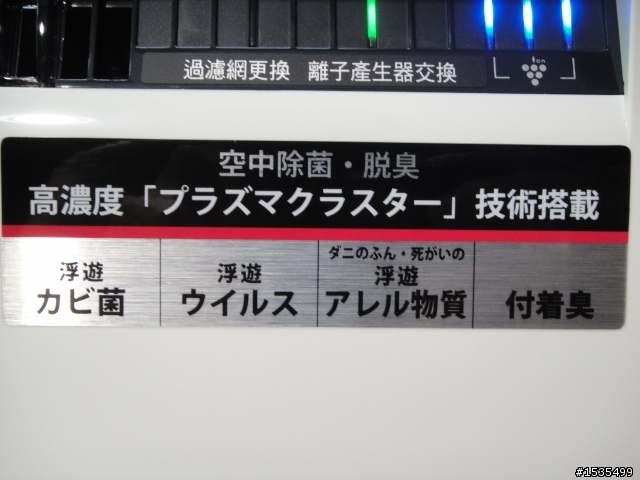 過濾網更換 離子產生器交換
ion
空中除菌・脱臭
高濃度「プラズマクラスター」技術搭載
浮遊
カビ菌
浮遊
ウイルス
ダニのふん・死がいの
浮遊
アレル物質
付着臭
#1535499